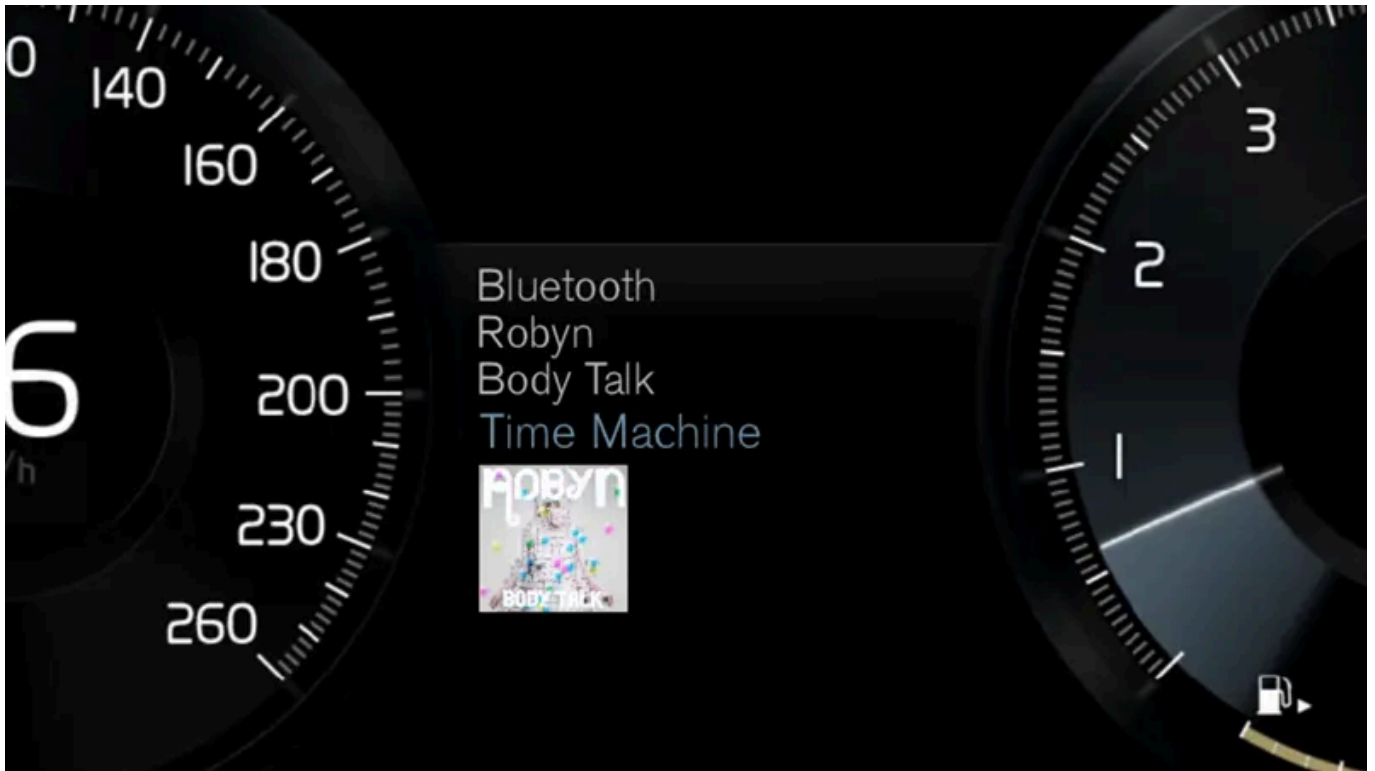 0
140
160
180
200
230
260
6
/h
Bluetooth
Robyn
Body Talk
Time Machine
ROBYN
BODY TALK
3
2
1